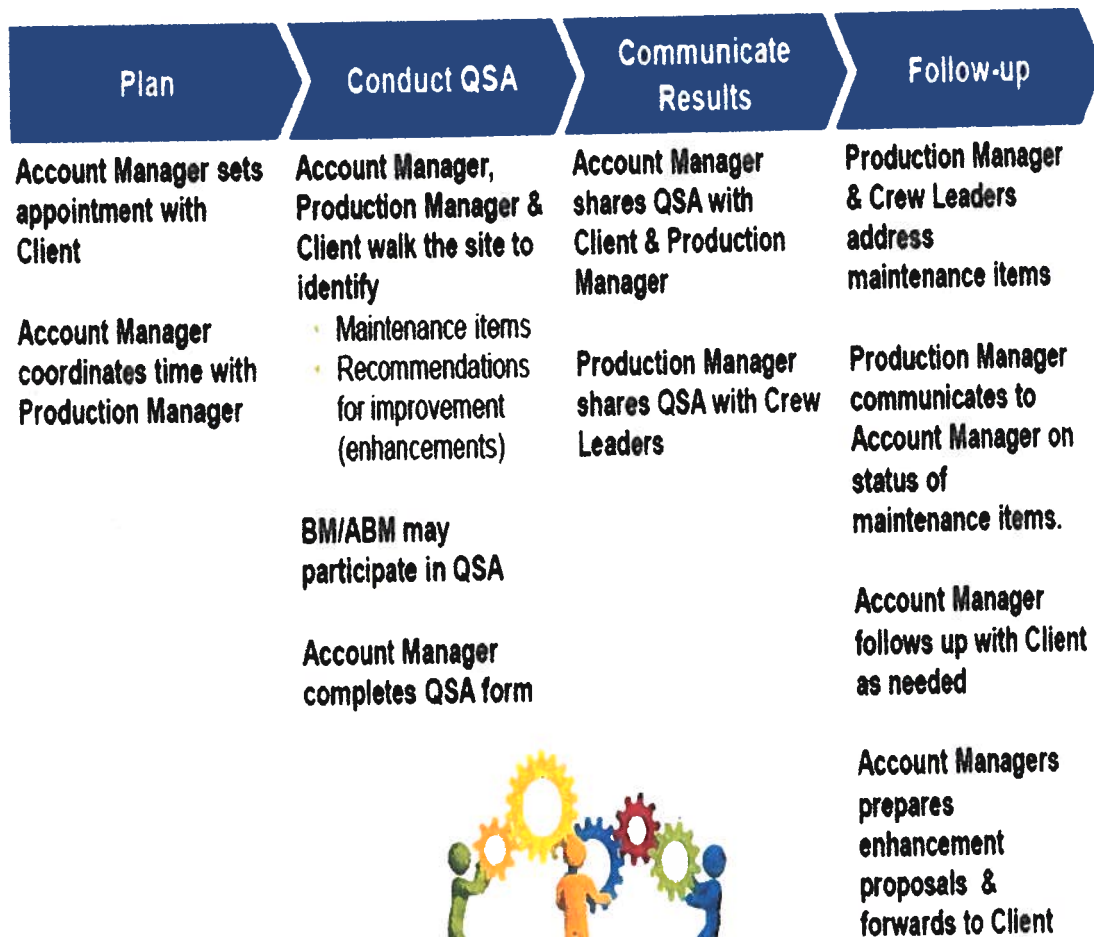 Plan
Account Manager sets
appointment with
Client
Account Manager
coordinates time with
Production Manager
Conduct QSA
Account Manager,
Production Manager &
Client walk the site to
identify
· Maintenance items
· Recommendations
for improvement
(enhancements)
BM/ABM may
participate in QSA
Account Manager
completes QSA form
Communicate
Results
Account Manager
shares QSA with
Client & Production
Manager
Production Manager
shares QSA with Crew
Leaders
Follow-up
Production Manager
& Crew Leaders
address
maintenance items
Production Manager
communicates to
Account Manager on
status of
maintenance items.
Account Manager
follows up with Client
as needed
Account Managers
prepares
enhancement
proposals &
forwards to Client